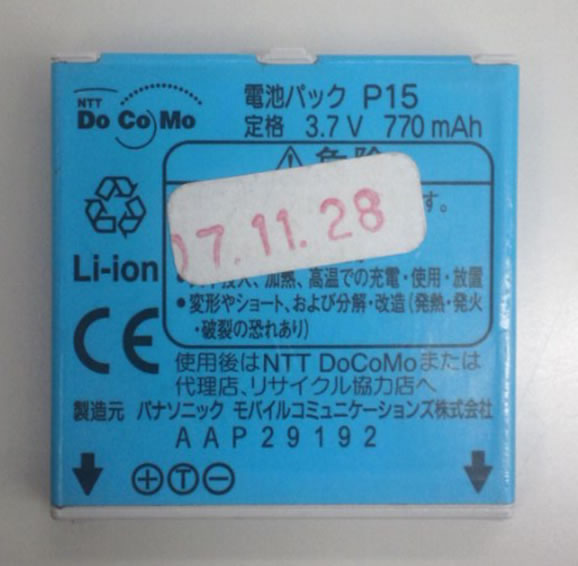 NTT
Do Co Mo
電池パック P15
定格 3.7V 770mAh
危険
7.11.28
す。
Li-ion
加熱、高温での充電・使用・放置
●変形やショート、および分解・改造(発熱・発火
・破裂の恐れあり)
CE
使用後はNTT DoCoMoまたは
代理店、リサイクル協力店へ
製造元 パナソニック モバイルコミュニケーションズ株式会社
AAP29192
+ T −